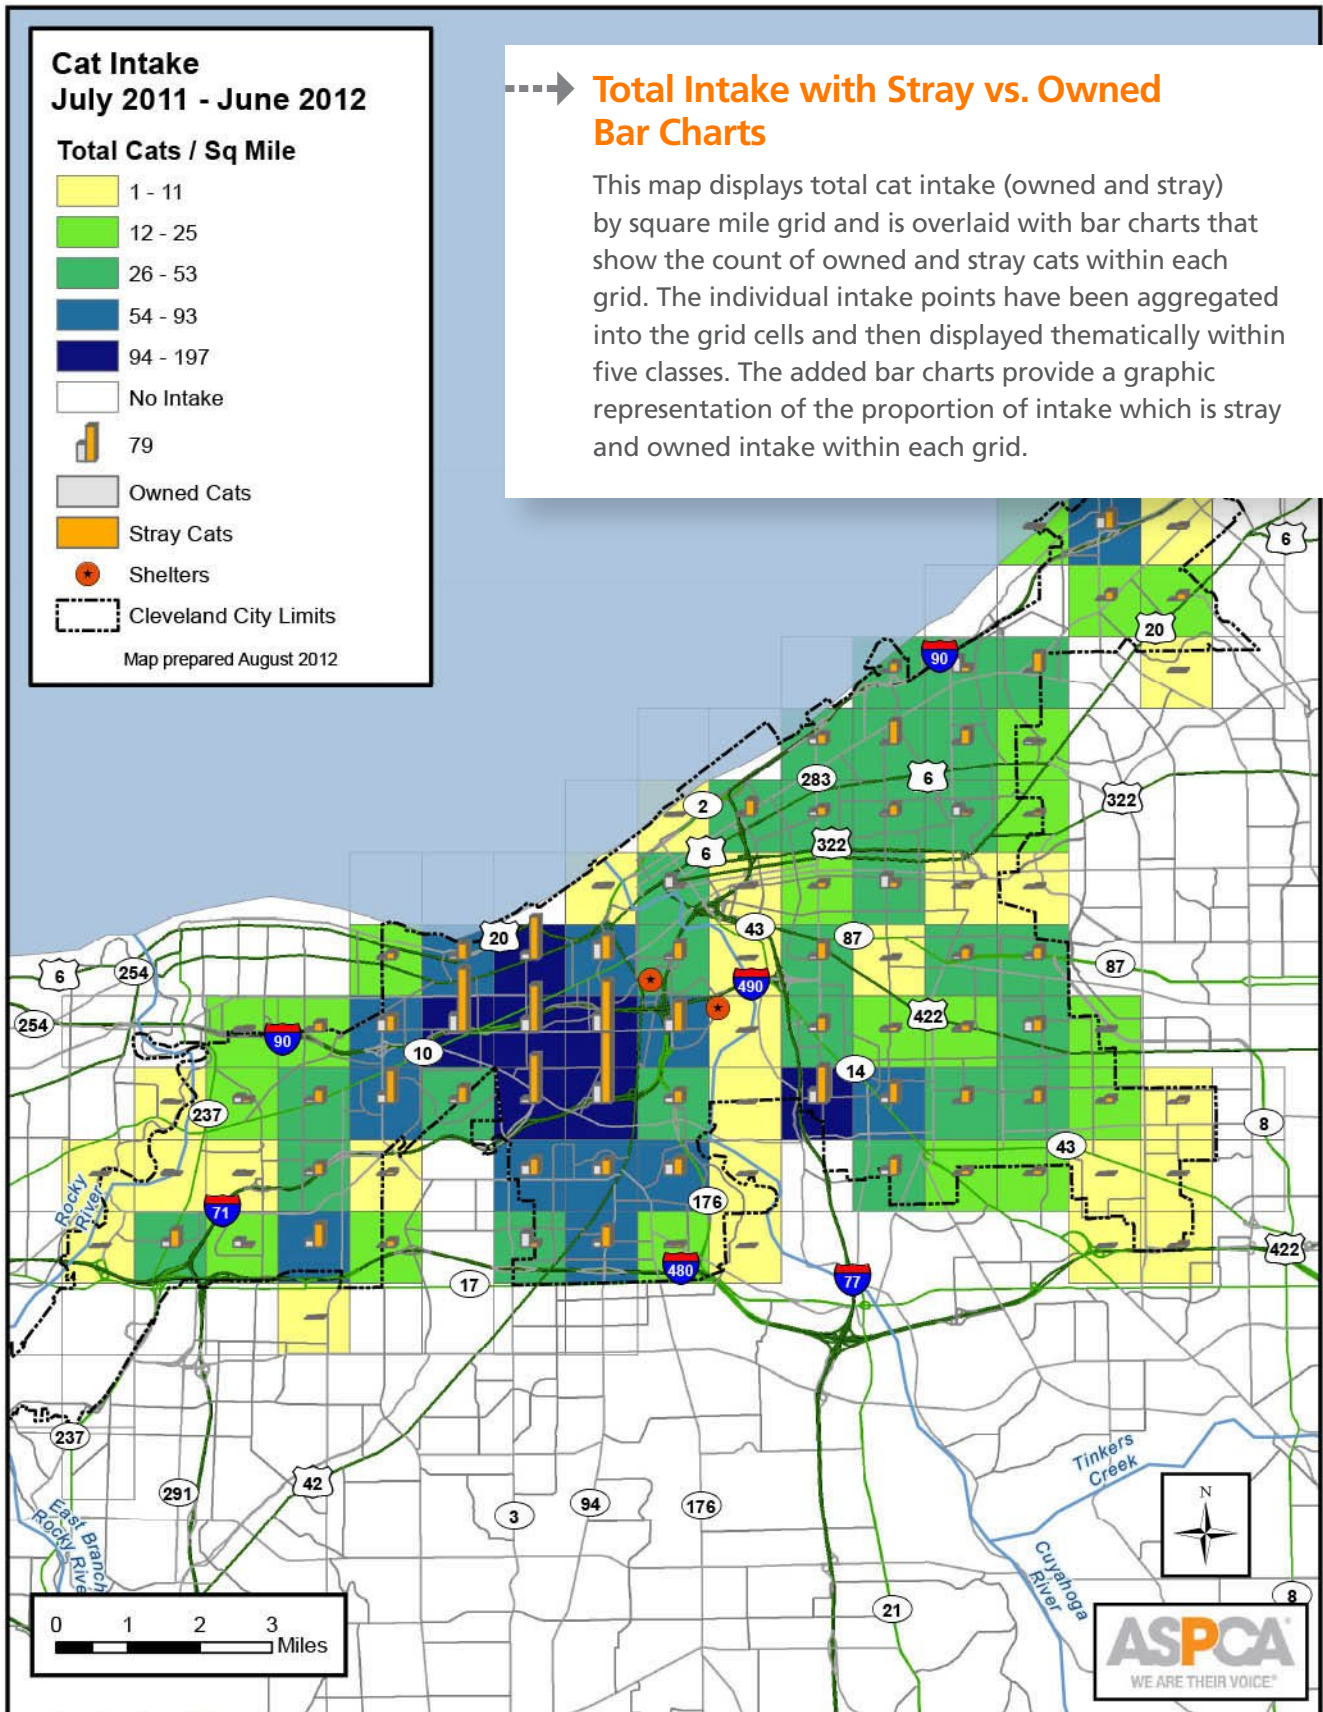 Cat Intake
July 2011 - June 2012
Total Cats / Sq Mile
1 - 11
12 - 25
26 - 53
54 - 93
94 - 197
No Intake
79
Owned Cats
Stray Cats
Shelters
Cleveland City Limits
Map prepared August 2012
Total Intake with Stray vs. Owned
Bar Charts
This map displays total cat intake (owned and stray)
by square mile grid and is overlaid with bar charts that
show the count of owned and stray cats within each
grid. The individual intake points have been aggregated
into the grid cells and then displayed thematically within
five classes. The added bar charts provide a graphic
representation of the proportion of intake which is stray
and owned intake within each grid.
6
20
90
283
6
322
2
6
322
20
43
87
6
254
87
490
254
422
90
10
14
237
8
43
Rocky
River
71
176
422
480
17
77
237
Tinkers
Creek
291
42
3
94
176
N
East Branch
Rocky River
Cuyahoga
River
8
21
0 1 2 3
Miles
ASPCA®
WE ARE THEIR VOICE®